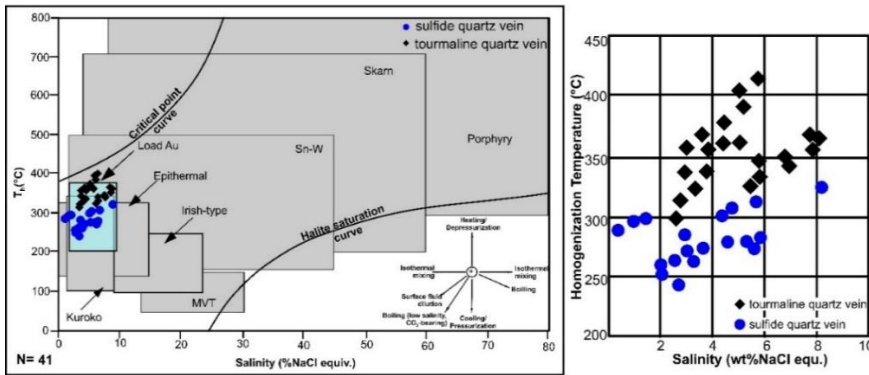 800
700
600
500
400
300
200
100
0
Th(°C)
sulfide quartz vein
tourmaline quartz vein
Skarn
Critical point
curve
Load Au
Sn-W
Porphyry
Epithermal
Irish-type
Halite saturation
curve
Kuroko
MVT
Heating/
Depressurization
Isothermal
mixing
Isothermal
mixing
Surface fluid
dilution
Boiling
Boiling (low salinity,
CO2-bearing)
Cooling/
Pressurization
N= 41
0 10 20 30 40 50 60 70 80
Salinity (%NaCl equiv.)
450
400
350
300
250
200
Homogenization Temperature (°C)
tourmaline quartz vein
sulfide quartz vein
2 4 6 8 10
Salinity (wt%NaCl equ.)